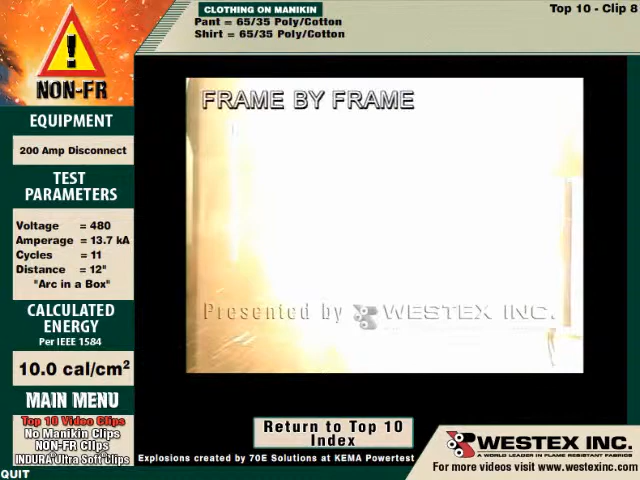 CLOTHING ON MANIKIN
Pant = 65/35 Poly/Cotton
Shirt = 65/35 Poly/Cotton
Top 10 - Clip 8
!
NON-FR
EQUIPMENT
200 Amp Disconnect
TEST
PARAMETERS
Voltage = 480
Amperage = 13.7 kA
Cycles = 11
Distance = 12"
"Arc in a Box"
CALCULATED
ENERGY
Per IEEE 1584
10.0 cal/cm²
MAIN MENU
Top 10 Video Clips
No Manikin Clips
NON-FR Clips
INDURA® Ultra Soft® Clips
QUIT
FRAME BY FRAME
Presented by WESTEX INC.
Return to Top 10
Index
Explosions created by 70E Solutions at KEMA Powertest
WESTEX INC.
A WORLD LEADER IN FLAME RESISTANT FABRICS
For more videos visit www.westexinc.com